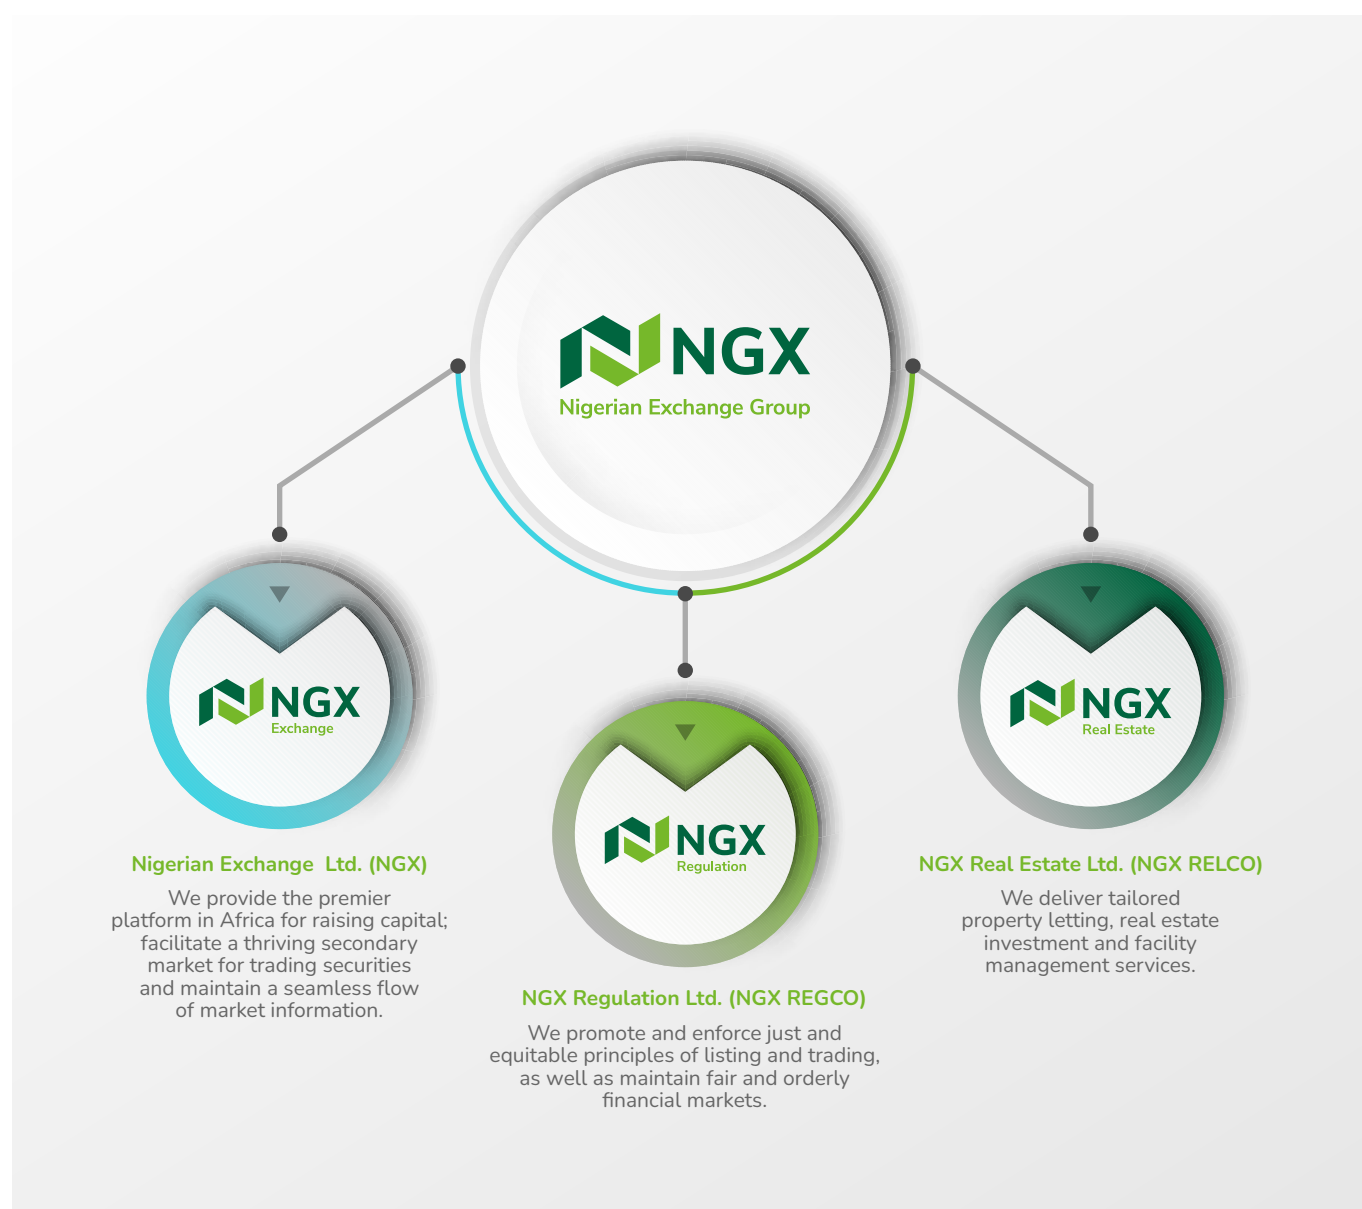 NGX
Nigerian Exchange Group
NGX
Exchange
Nigerian Exchange Ltd. (NGX)
We provide the premier
platform in Africa for raising capital;
facilitate a thriving secondary
market for trading securities
and maintain a seamless flow
of market information.
NGX
Regulation
NGX Regulation Ltd. (NGX REGCO)
We promote and enforce just and
equitable principles of listing and trading,
as well as maintain fair and orderly
financial markets.
NGX
Real Estate
NGX Real Estate Ltd. (NGX RELCO)
We deliver tailored
property letting, real estate
investment and facility
management services.